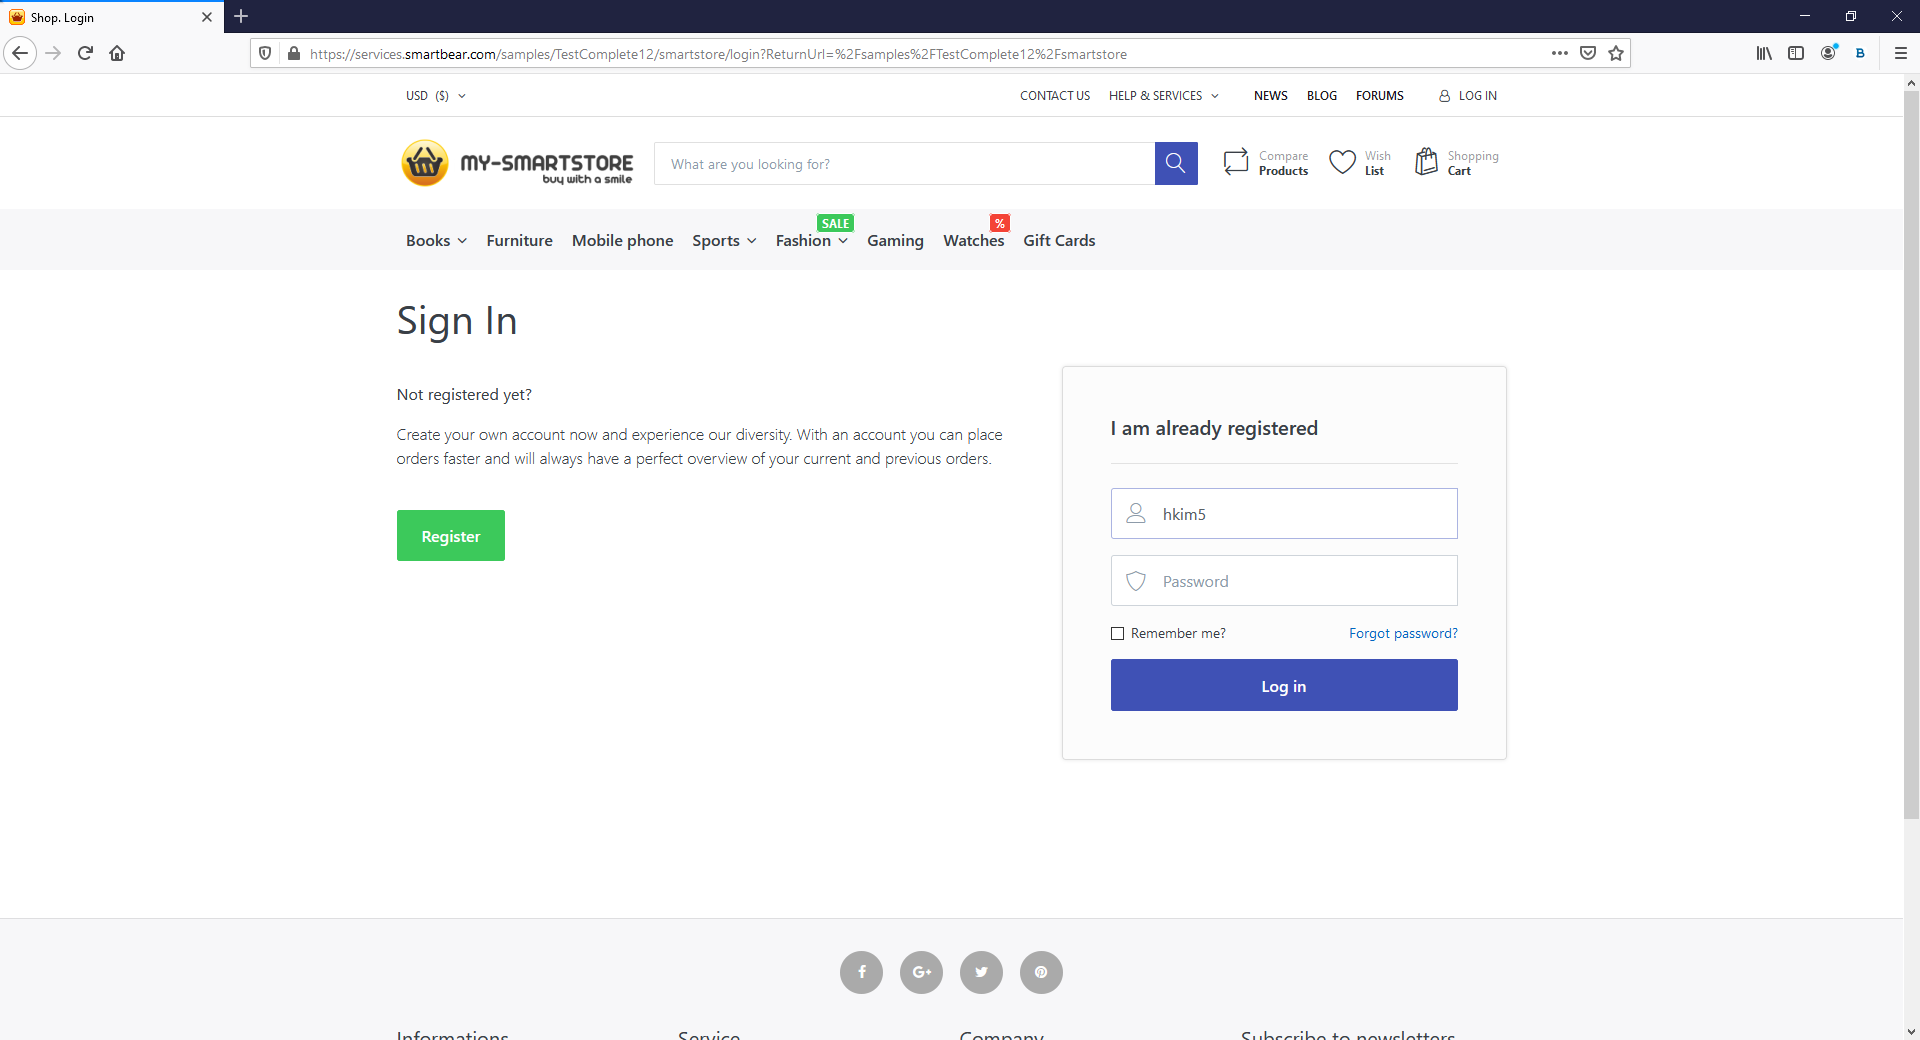 Shop. Login
https://services.smartbear.com/samples/TestComplete12/smartstore/login?ReturnUrl=%2Fsamples%2FTestComplete12%2Fsmartstore
B
USD ($)
CONTACT US HELP & SERVICES NEWS BLOG FORUMS LOG IN
MY-SMARTSTORE
buy with a smile
What are you looking for?
Compare
Products
Wish
List
Shopping
Cart
SALE
%
Books Furniture Mobile phone Sports Fashion Gaming Watches Gift Cards
Sign In
Not registered yet?
Create your own account now and experience our diversity. With an account you can place
orders faster and will always have a perfect overview of your current and previous orders.
Register
I am already registered
hkim5
Password
Remember me? Forgot password?
Log in
f G+
Informations Service Company Subscribe to newsletters